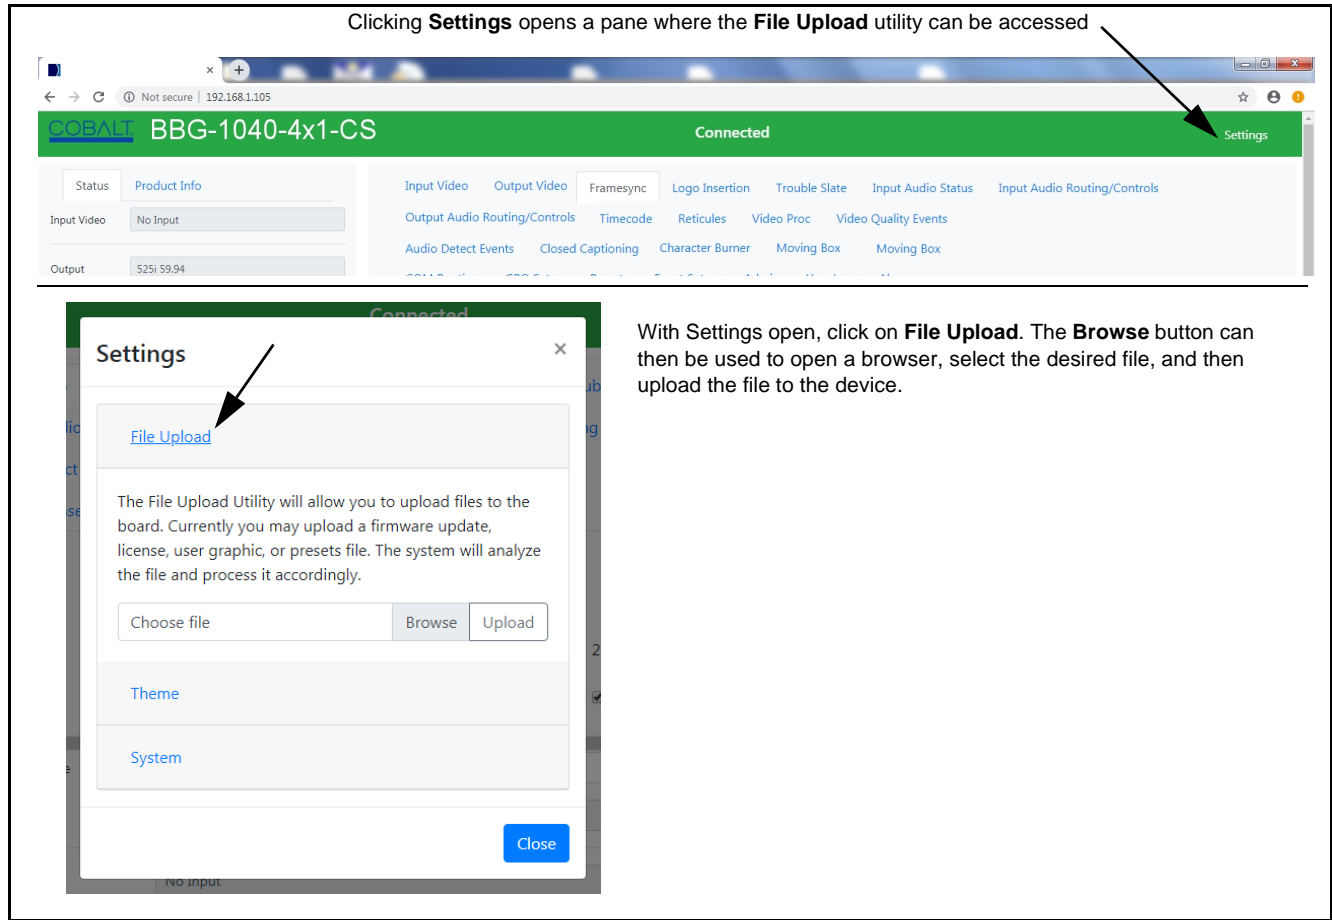 Clicking Settings opens a pane where the File Upload utility can be accessed
Not secure | 192.168.1.105
COBALT BBG-1040-4x1-CS Connected Settings
Status Product Info
Input Video No Input
Output 525i 59.94
Input Video Output Video Framesync Logo Insertion Trouble Slate Input Audio Status Input Audio Routing/Controls
Output Audio Routing/Controls Timecode Reticules Video Proc Video Quality Events
Audio Detect Events Closed Captioning Character Burner Moving Box Moving Box
Connected
Settings ×
File Upload
The File Upload Utility will allow you to upload files to the
board. Currently you may upload a firmware update,
license, user graphic, or presets file. The system will analyze
the file and process it accordingly.
Choose file Browse Upload
Theme
System
Close
No Input
With Settings open, click on File Upload. The Browse button can
then be used to open a browser, select the desired file, and then
upload the file to the device.